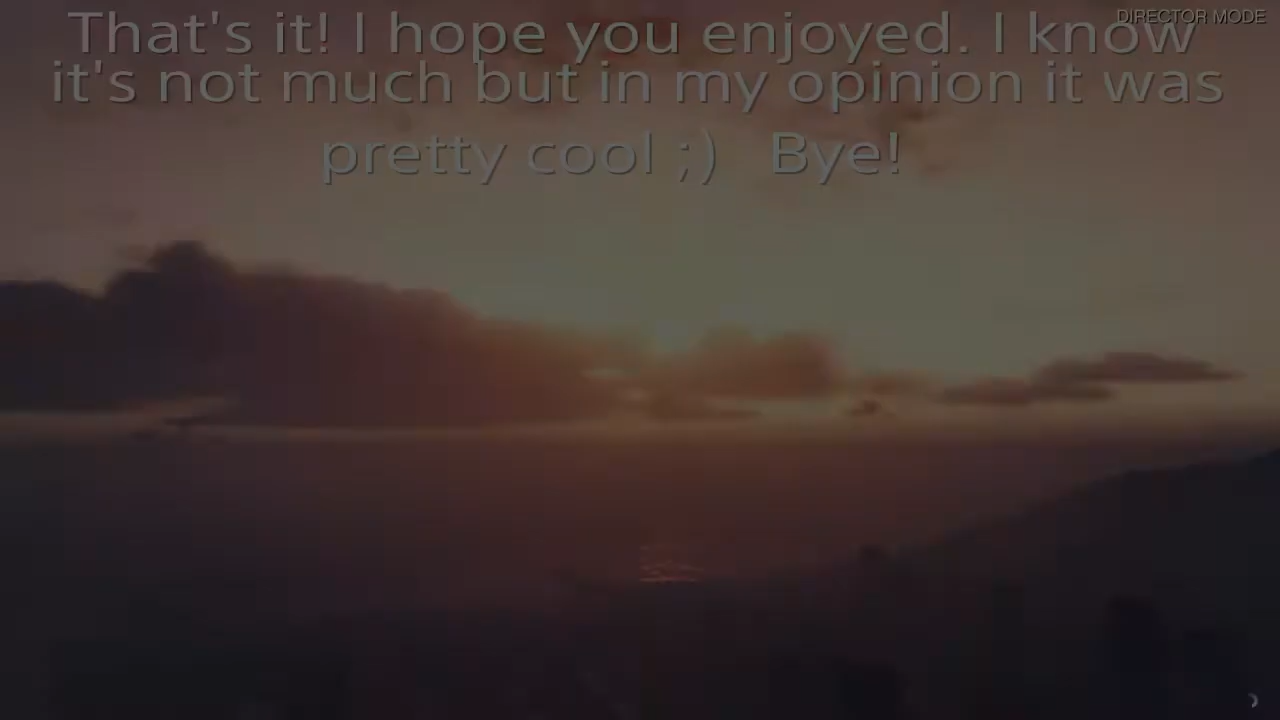 DIRECTOR MODE
That's it! I hope you enjoyed. I know
it's not much but in my opinion it was
pretty cool ;) Bye!